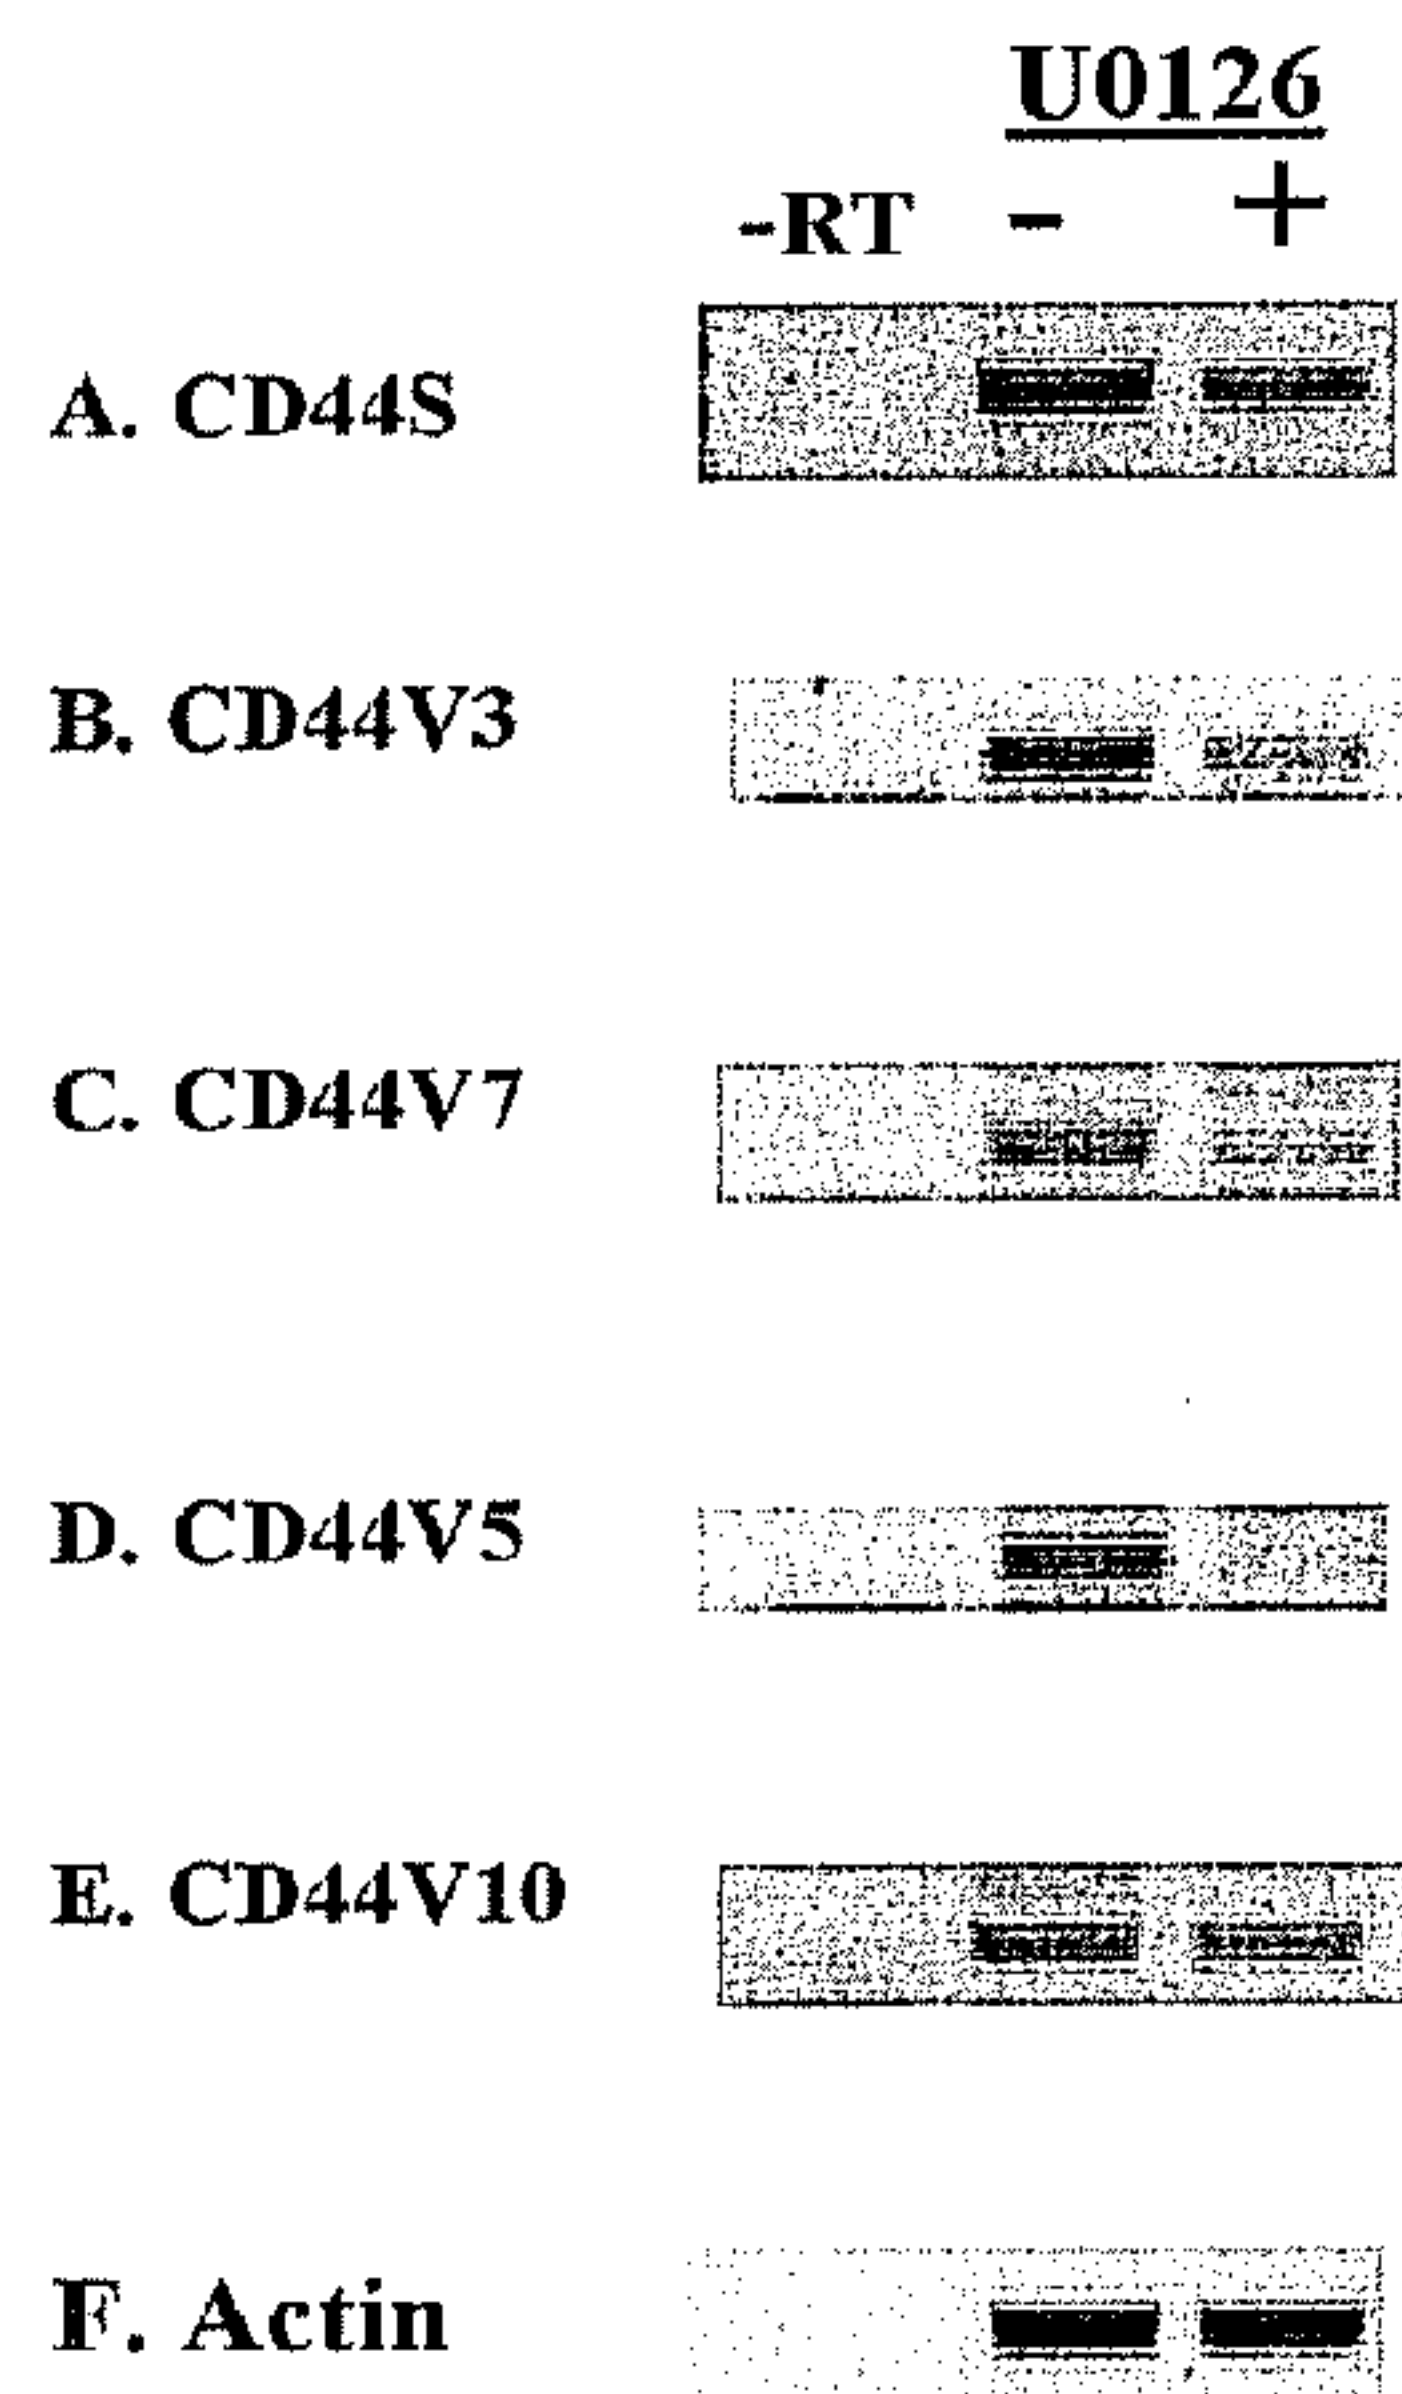 U0126
-RT - +
A. CD44S
B. CD44V3
C. CD44V7
D. CD44V5
E. CD44V10
F. Actin